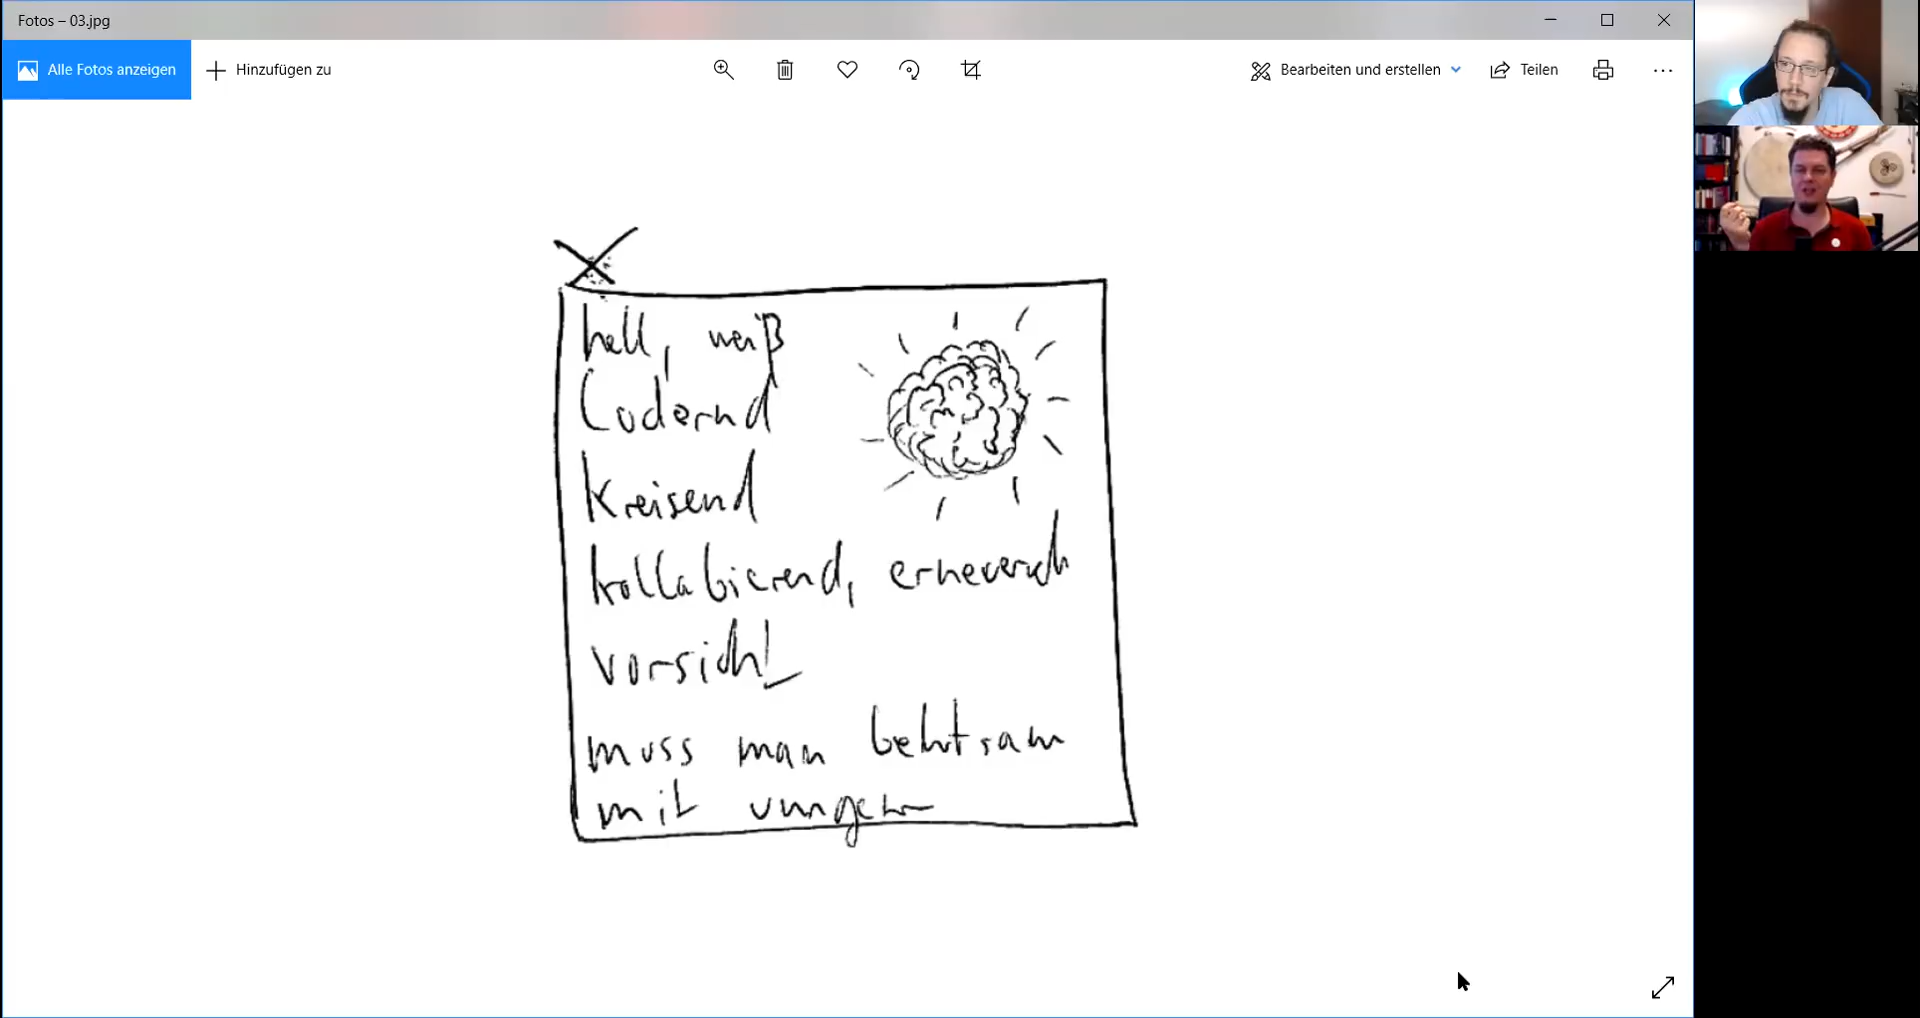 Fotos – 03.jpg
Alle Fotos anzeigen
Hinzufügen zu
Bearbeiten und erstellen
Teilen
hell, weiß
Lodernd
Kreisend
kollabierend, erneuernd
vorsicht
muss man behutsam
mit umgehen